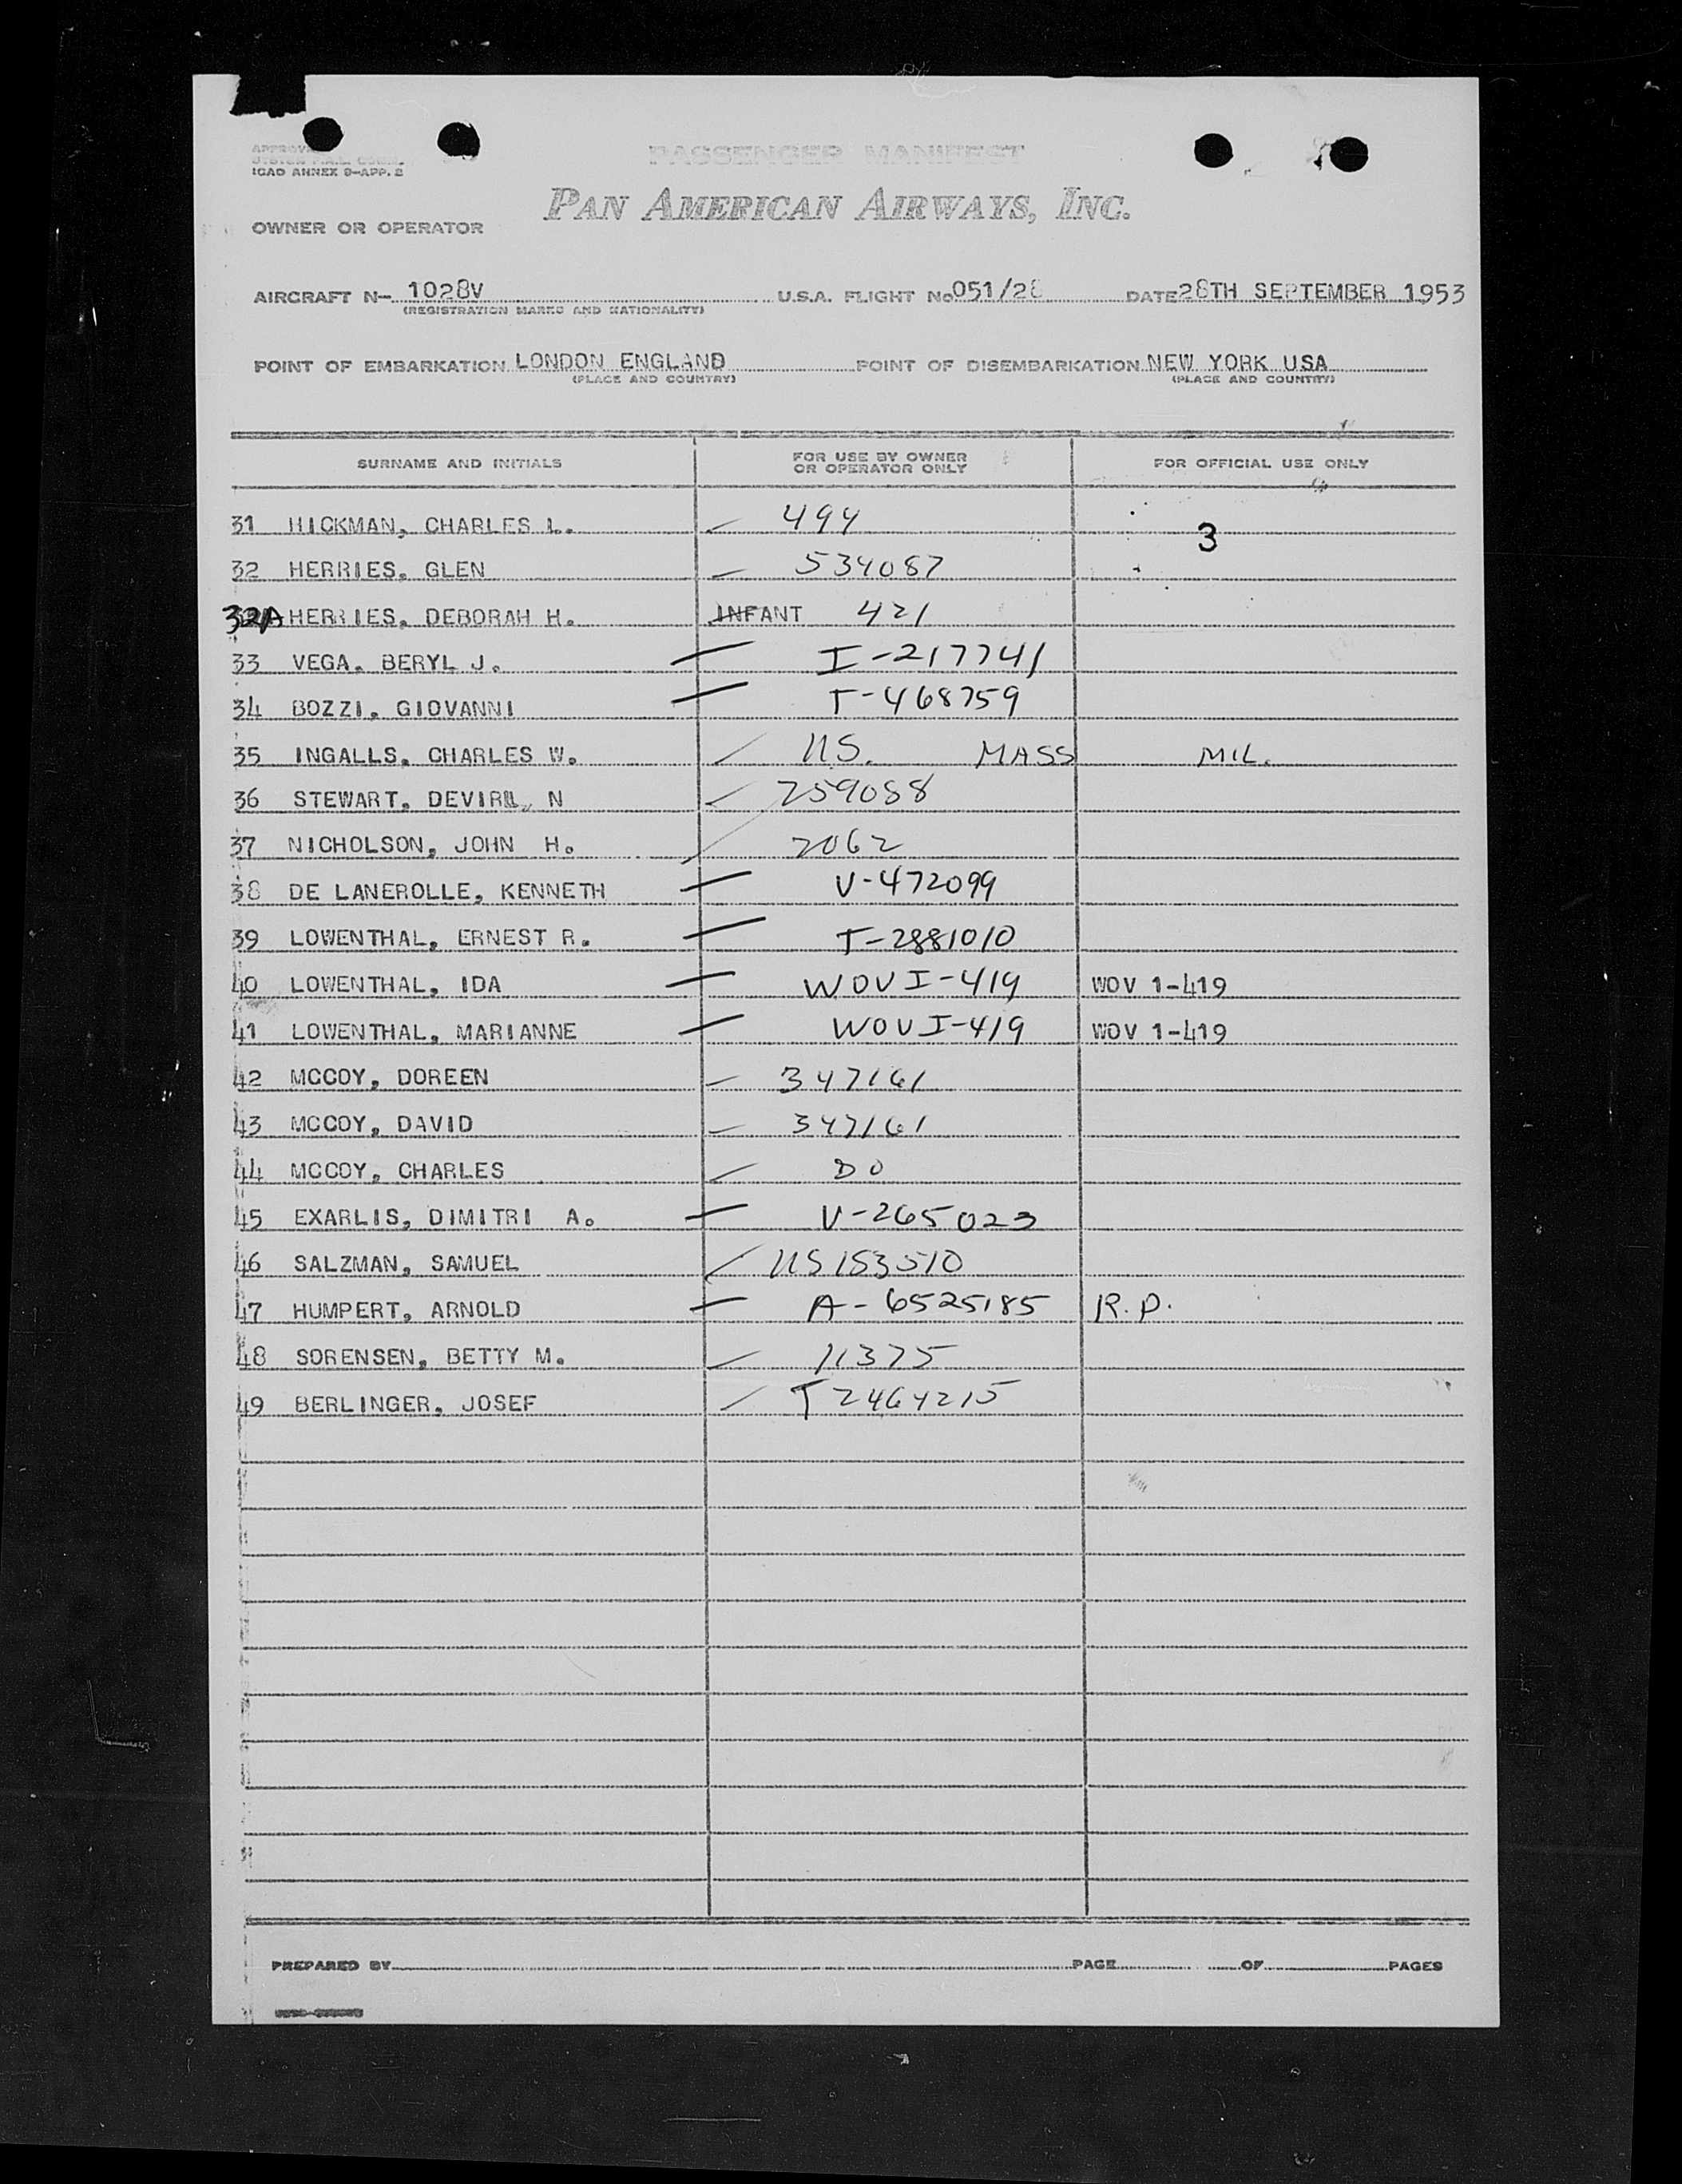 PASSENGER MANIFEST
ICAO ANNEX 9—APP. 2
PAN AMERICAN AIRWAYS, INC.
OWNER OR OPERATOR
AIRCRAFT N— 1028V U.S.A. FLIGHT No 051/28 DATE 28TH SEPTEMBER 1953
(REGISTRATION MARKS AND NATIONALITY)
POINT OF EMBARKATION LONDON ENGLAND POINT OF DISEMBARKATION NEW YORK USA
(PLACE AND COUNTRY) (PLACE AND COUNTRY)
SURNAME AND INITIALS FOR USE BY OWNER OR OPERATOR ONLY FOR OFFICIAL USE ONLY
31 HICKMAN, CHARLES L. 494
3
32 HERRIES, GLEN 534087
32A HERRIES, DEBORAH H. INFANT 421
33 VEGA, BERYL J. I-217741
34 BOZZI, GIOVANNI T-468759
35 INGALLS, CHARLES W. US. MASS MIL.
36 STEWART, N 259088
37 NICHOLSON, JOHN H. 2062
38 DE LANEROLLE, KENNETH V-472099
39 LOWENTHAL, ERNEST R. T-2881010
40 LOWENTHAL, IDA WOV I-419 WOV 1-419
41 LOWENTHAL, MARIANNE WOV I-419 WOV 1-419
42 MCCOY, DOREEN 347161
43 MCCOY, DAVID 347161
44 MCCOY, CHARLES DO
45 EXARLIS, DIMITRI A. V-265023
46 SALZMAN, SAMUEL US 153510
47 HUMPERT, ARNOLD A-6525185 R.P.
48 SORENSEN, BETTY M. 11375
49 BERLINGER, JOSEF T 2464215
PREPARED BY PAGE OF PAGES